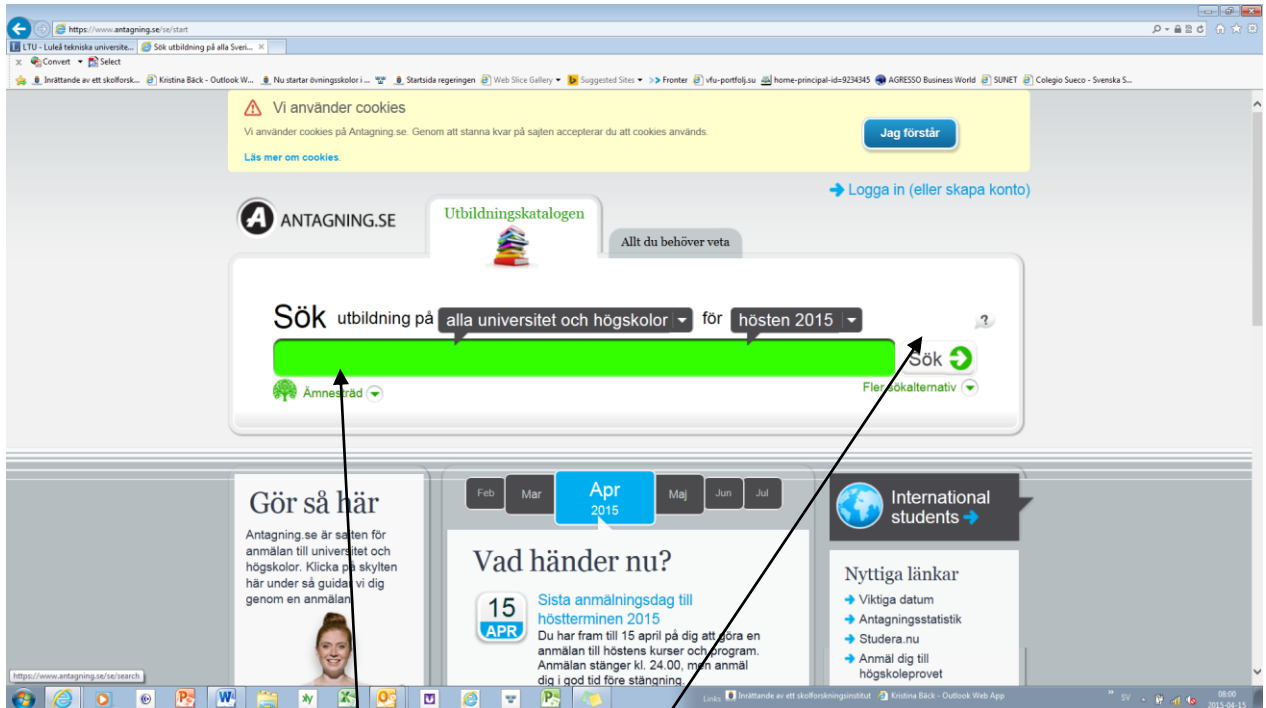 https://www.antagning.se/se/start
LTU - Luleå tekniska universite...
Sök utbildning på alla Sveri...
Convert
Select
Inrättande av ett skolforsk...
Kristina Bäck - Outlook W...
Nu startar övningsskolor i ...
Startsida regeringen
Web Slice Gallery
Suggested Sites
Fronter
vfu-portfolj.su
home-principal-id=9234345
AGRESSO Business World
SUNET
Colegio Sueco - Svenska S...
Vi använder cookies
Vi använder cookies på Antagning.se. Genom att stanna kvar på sajten accepterar du att cookies används.
Jag förstår
Läs mer om cookies.
Logga in (eller skapa konto)
ANTAGNING.SE
Utbildningskatalogen
Allt du behöver veta
Sök utbildning på alla universitet och högskolor för hösten 2015
?
Sök
Ämnesträd
Fler sökalternativ
Gör så här
Antagning.se är sajten för
anmälan till universitet och
högskolor. Klicka på skylten
här under så guidar vi dig
genom en anmälan.
Feb
Mar
Apr
2015
Maj
Jun
Jul
Vad händer nu?
15
APR
Sista anmälningsdag till
höstterminen 2015
Du har fram till 15 april på dig att göra en
anmälan till höstens kurser och program.
Anmälan stänger kl. 24.00, men anmäl
dig i god tid före stängning.
International
students
Nyttiga länkar
Viktiga datum
Antagningsstatistik
Studera.nu
Anmäl dig till
högskoleprovet
https://www.antagning.se/se/search
Links
Inrättande av ett skolforskningsinstitut
Kristina Bäck - Outlook Web App
SV
08:00
2015-04-15